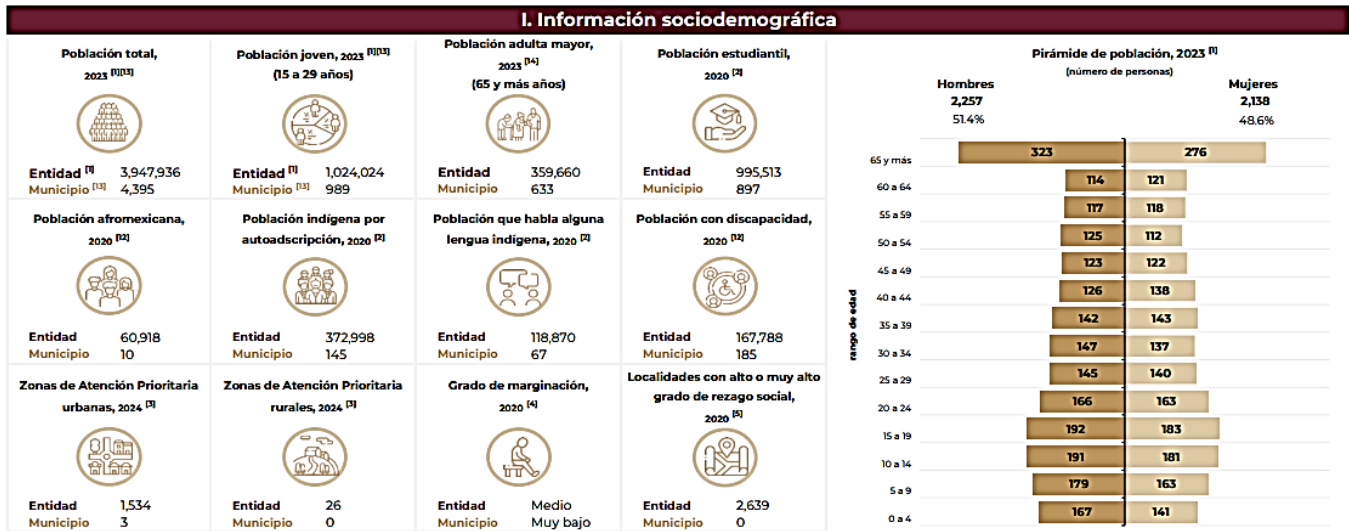 I. Información sociodemográfica
Población total,
2023 [1][13]
Entidad [1] 3,947,936
Municipio [13] 4,395
Población joven, 2023 [1][13]
(15 a 29 años)
Entidad [1] 1,024,024
Municipio [13] 989
Población adulta mayor,
2023 [14]
(65 y más años)
Entidad 359,660
Municipio 633
Población estudiantil,
2020 [2]
Entidad 995,513
Municipio 897
Población afromexicana,
2020 [12]
Entidad 60,918
Municipio 10
Población indígena por
autoadscripción, 2020 [2]
Entidad 372,998
Municipio 145
Población que habla alguna
lengua indígena, 2020 [2]
Entidad 118,870
Municipio 67
Población con discapacidad,
2020 [12]
Entidad 167,788
Municipio 185
Zonas de Atención Prioritaria
urbanas, 2024 [3]
Entidad 1,534
Municipio 3
Zonas de Atención Prioritaria
rurales, 2024 [3]
Entidad 26
Municipio 0
Grado de marginación,
2020 [4]
Entidad Medio
Municipio Muy bajo
Localidades con alto o muy alto
grado de rezago social,
2020 [5]
Entidad 2,639
Municipio 0
Pirámide de población, 2023 [1]
(número de personas)
Hombres Mujeres
2,257 2,138
51.4% 48.6%
rango de edad
65 y más 323 276
60 a 64 114 121
55 a 59 117 118
50 a 54 125 112
45 a 49 123 122
40 a 44 126 138
35 a 39 142 143
30 a 34 147 137
25 a 29 145 140
20 a 24 166 163
15 a 19 192 183
10 a 14 191 181
5 a 9 179 163
0 a 4 167 141